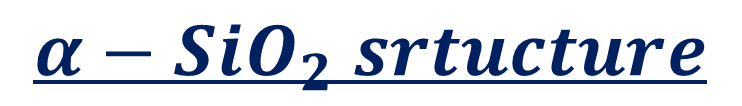 α − SiO₂ srtucture